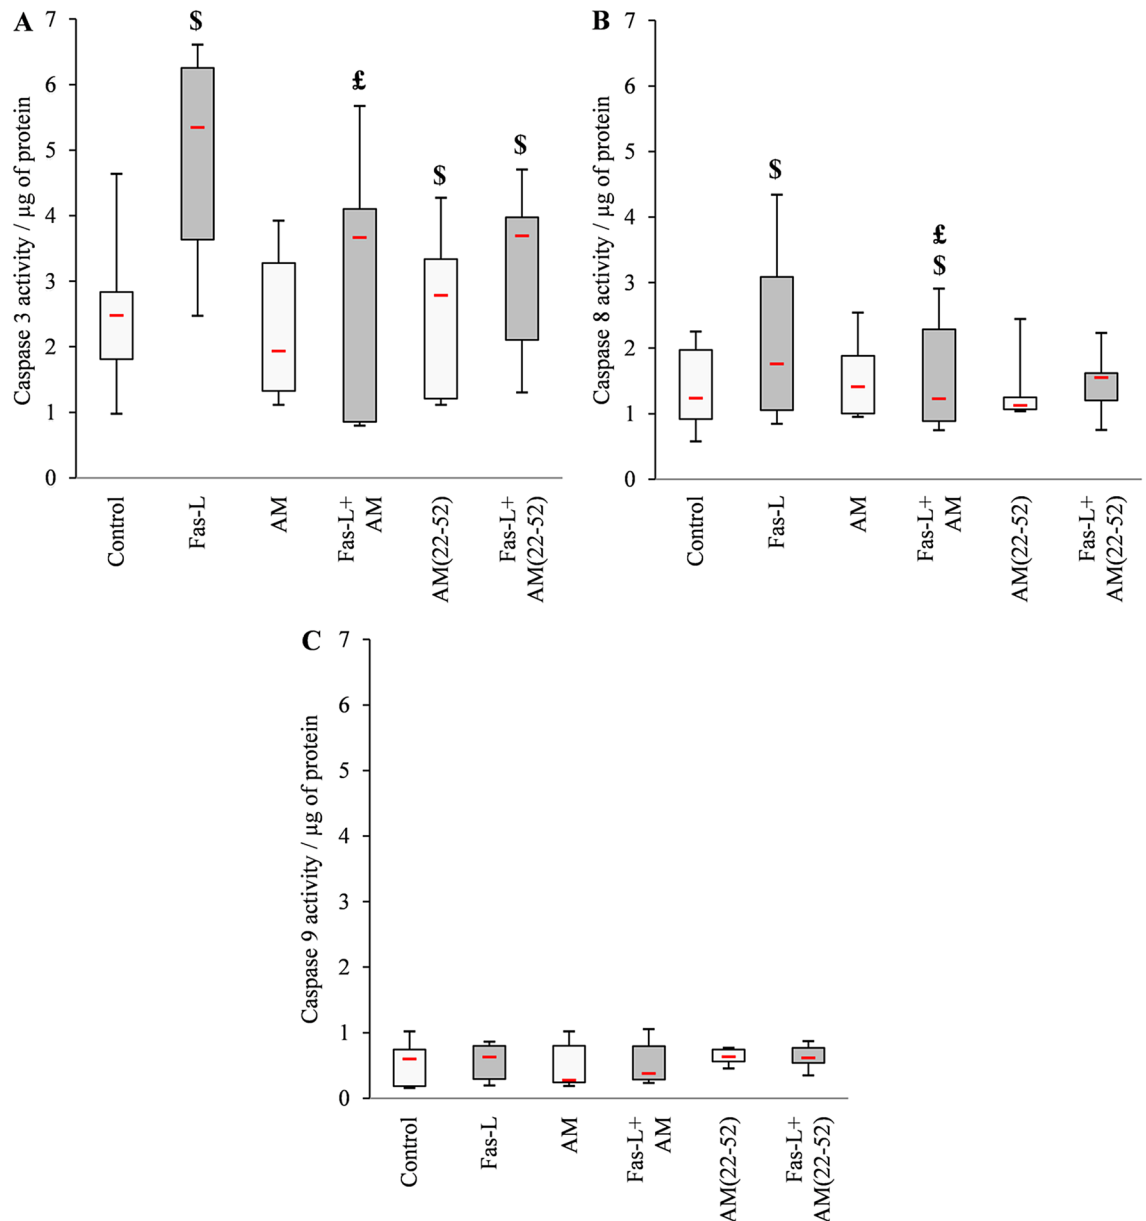 A
Caspase 3 activity / µg of protein
7
6
5
4
3
2
1
0
$
£
$
$
Control
Fas-L
AM
Fas-L+
AM
AM(22-52)
Fas-L+
AM(22-52)
B
Caspase 8 activity / µg of protein
7
6
5
4
3
2
1
0
$
£
$
Control
Fas-L
AM
Fas-L+
AM
AM(22-52)
Fas-L+
AM(22-52)
C
Caspase 9 activity / µg of protein
7
6
5
4
3
2
1
0
Control
Fas-L
AM
Fas-L+
AM
AM(22-52)
Fas-L+
AM(22-52)